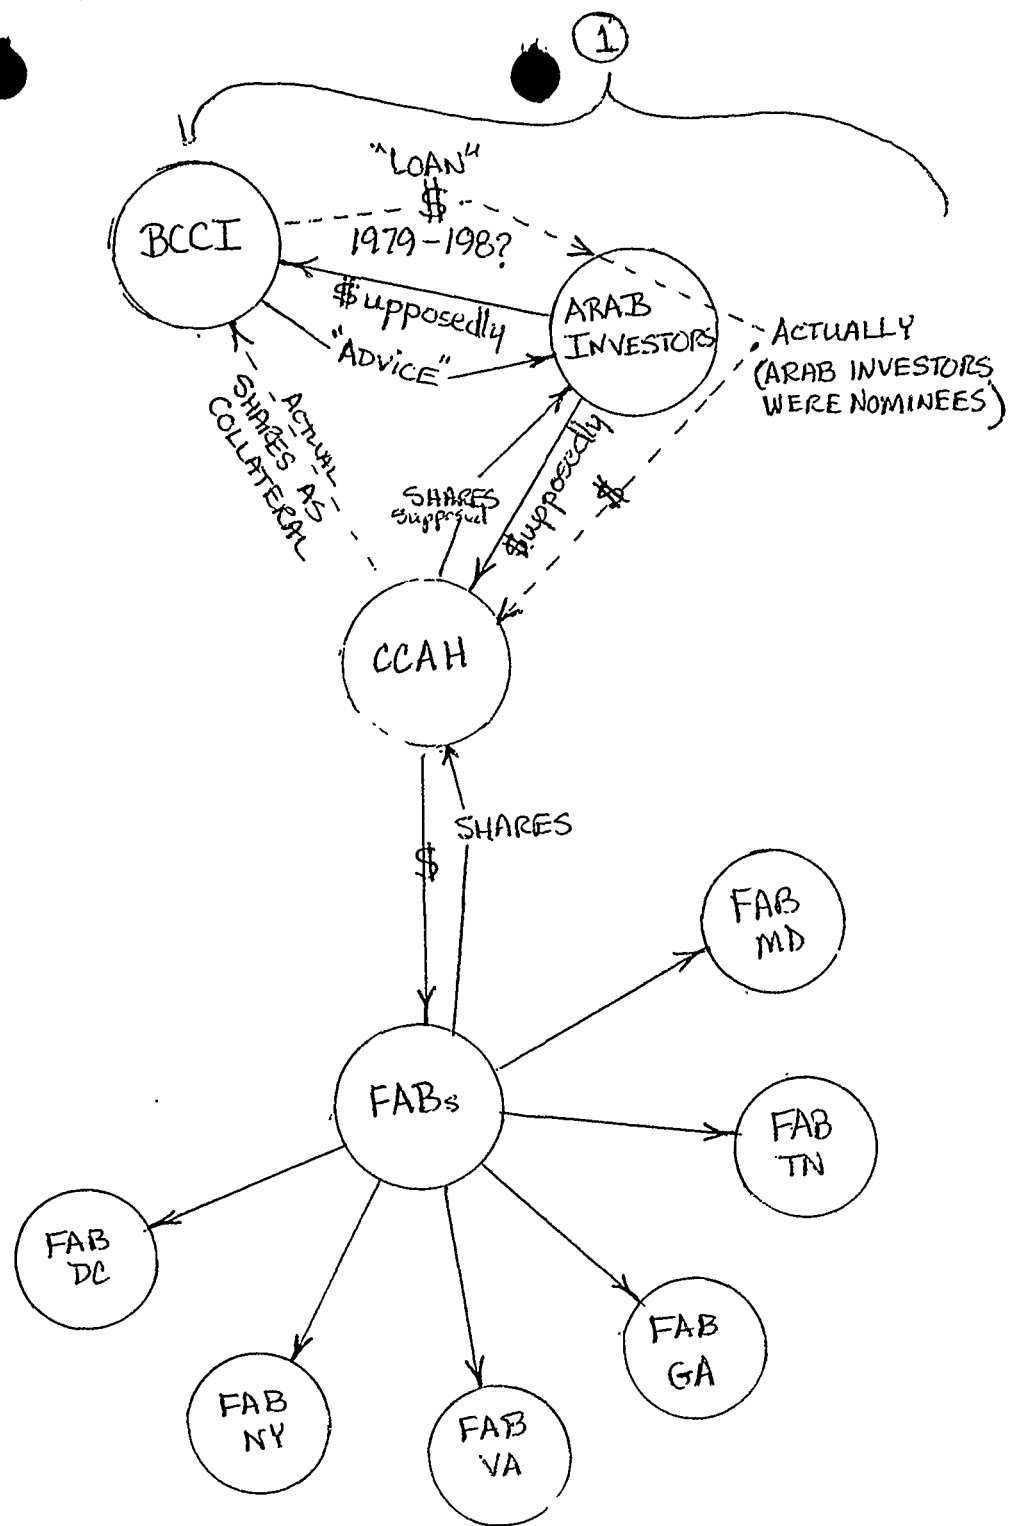 1
"LOAN"
$
BCCI
1979-198?
$upposedly
"ADVICE"
ARAB
INVESTORS
ACTUALLY
(ARAB INVESTORS
WERE NOMINEES)
ACTUAL
SHARES AS
COLLATERAL
SHARES
$upposedly
$
CCAH
SHARES
$
FAB
MD
FABs
FAB
TN
FAB
DC
FAB
GA
FAB
NY
FAB
VA